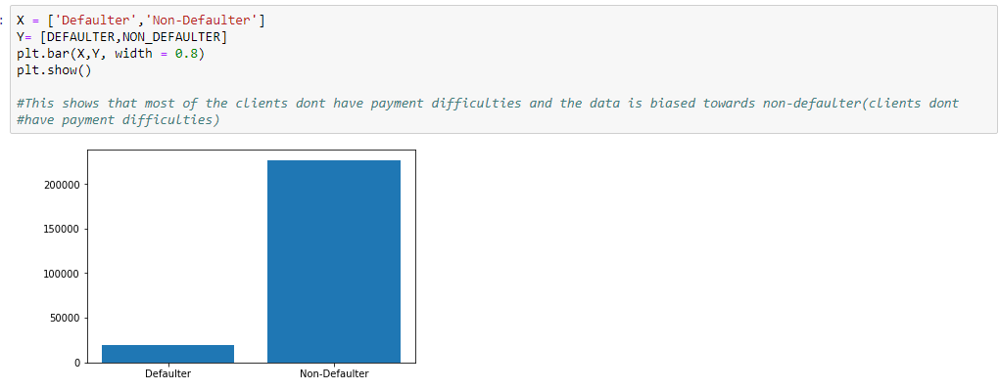 :
X = ['Defaulter','Non-Defaulter']
Y= [DEFAULTER,NON_DEFAULTER]
plt.bar(X,Y, width = 0.8)
plt.show()
#This shows that most of the clients dont have payment difficulties and the data is biased towards non-defaulter(clients dont
#have payment difficulties)
200000
150000
100000
50000
0
Defaulter Non-Defaulter